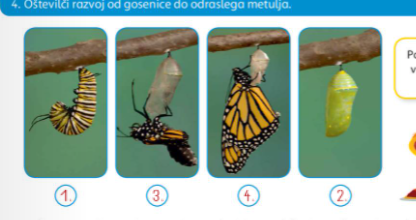 4. Oštevilči razvoj od gosenice do odraslega metulja.
1. 3. 4. 2.